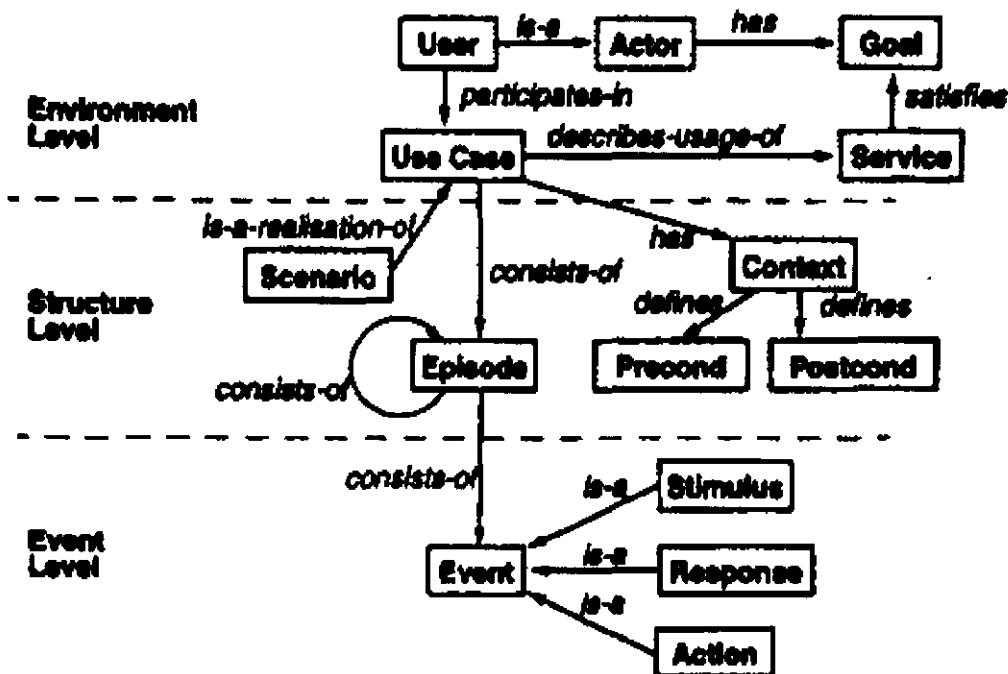 User
is-a
Actor
has
Goal
participates-in
satisfies
Environment
Level
Use Case
describes-usage-of
Service
is-a-realisation-of
has
Scenario
consists-of
Context
Structure
Level
defines
defines
Episode
Precond
Postcond
consists-of
consists-of
is-a
Stimulus
Event
Level
Event
is-a
Response
is-a
Action